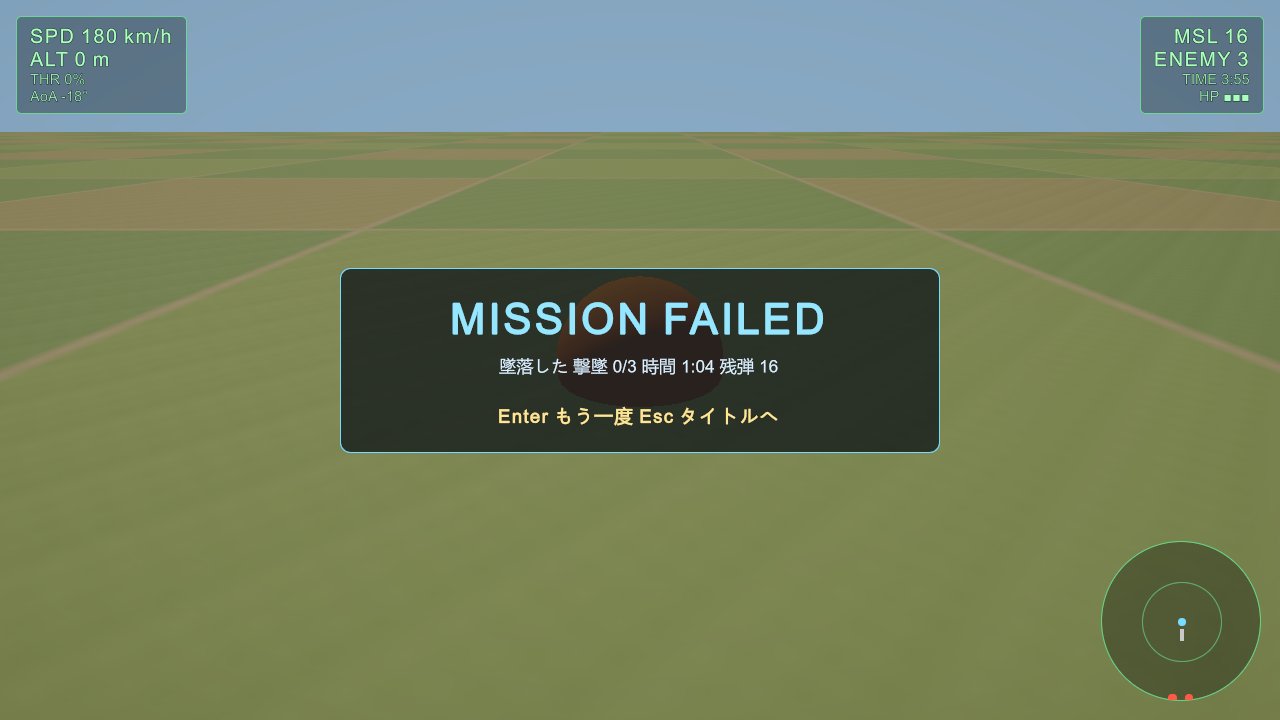 SPD 180 km/h
ALT 0 m
THR 0%
AoA -18°
MSL 16
ENEMY 3
TIME 3:55
HP ■■■
MISSION FAILED
墜落した 撃墜 0/3 時間 1:04 残弾 16
Enter もう一度 Esc タイトルへ